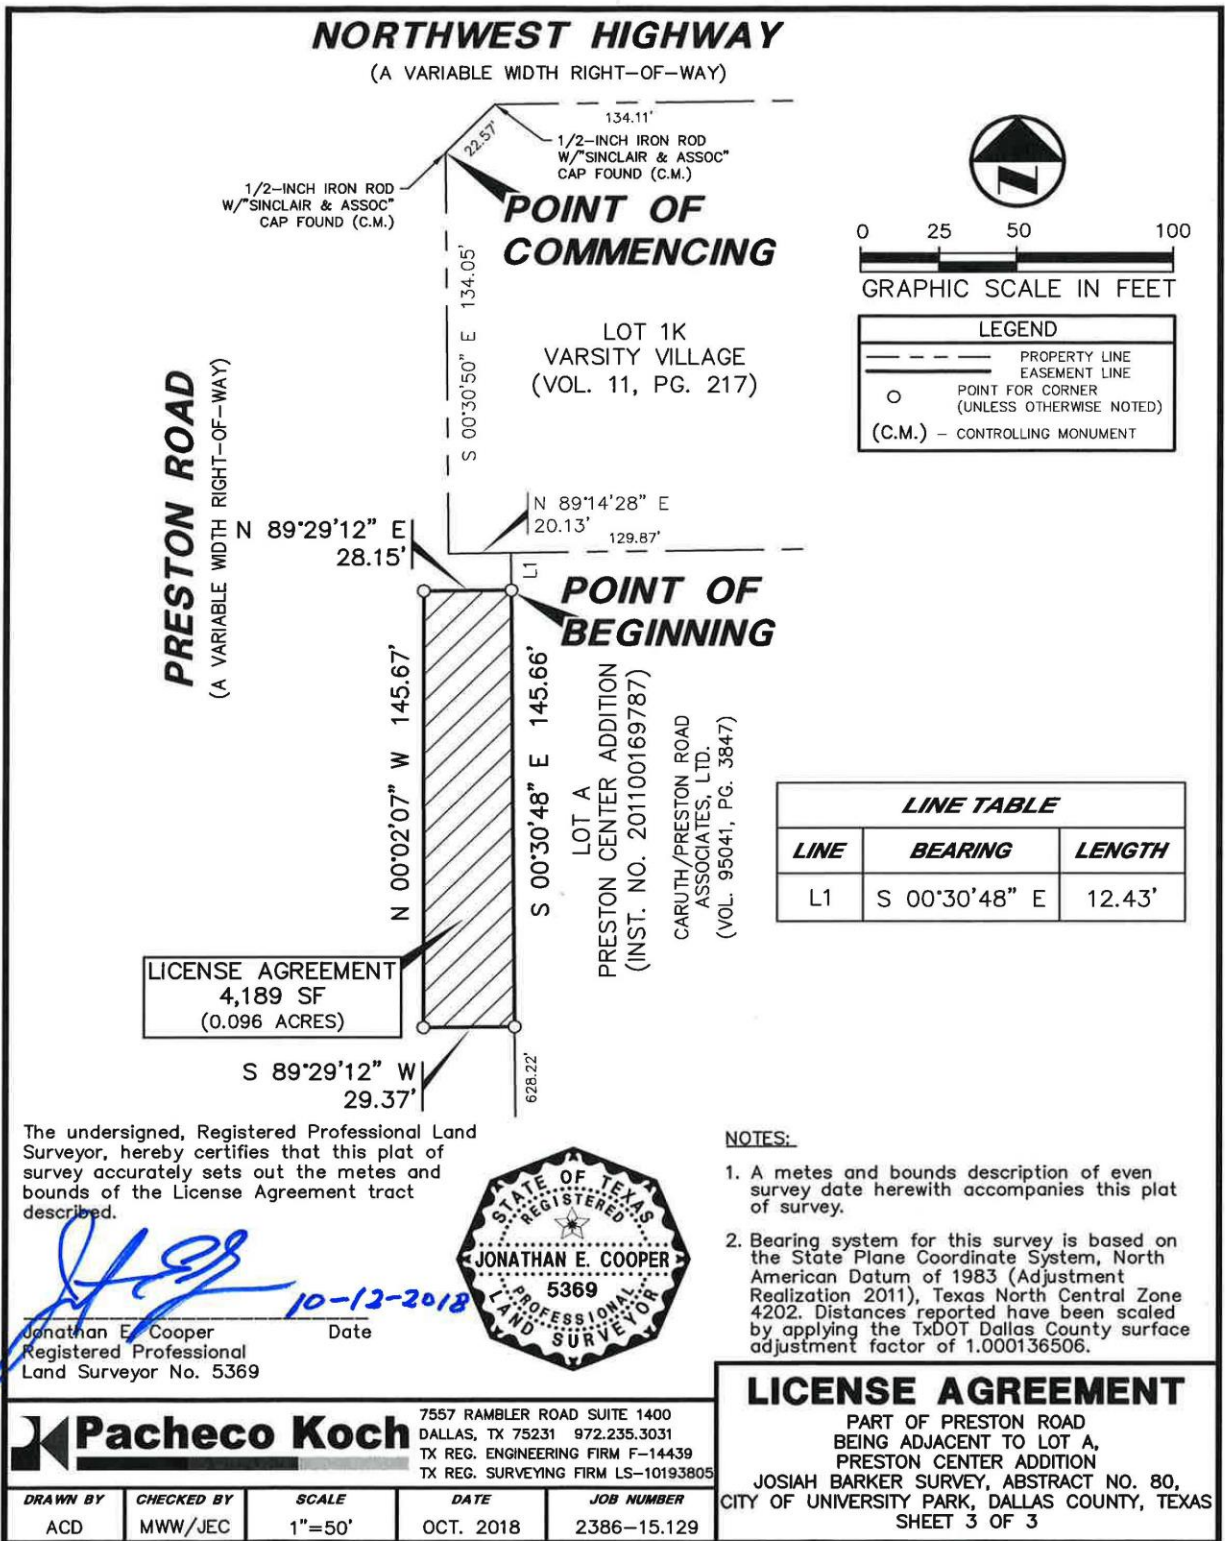 NORTHWEST HIGHWAY
(A VARIABLE WIDTH RIGHT-OF-WAY)
134.11'
22.57'
1/2-INCH IRON ROD
W/"SINCLAIR & ASSOC"
CAP FOUND (C.M.)
1/2-INCH IRON ROD
W/"SINCLAIR & ASSOC"
CAP FOUND (C.M.)
POINT OF
COMMENCING
N
0 25 50 100
GRAPHIC SCALE IN FEET
LEGEND
PROPERTY LINE
EASEMENT LINE
POINT FOR CORNER
(UNLESS OTHERWISE NOTED)
(C.M.) - CONTROLLING MONUMENT
S 00°30'50" E 134.05'
LOT 1K
VARSITY VILLAGE
(VOL. 11, PG. 217)
PRESTON ROAD
(A VARIABLE WIDTH RIGHT-OF-WAY)
N 89°29'12" E
28.15'
N 89°14'28" E
20.13'
129.87'
L1
POINT OF
BEGINNING
N 00°02'07" W 145.67'
S 00°30'48" E 145.66'
LOT A
PRESTON CENTER ADDITION
(INST. NO. 201100169787)
CARUTH/PRESTON ROAD
ASSOCIATES, LTD.
(VOL. 95041, PG. 3847)
LINE TABLE
LINE BEARING LENGTH
L1 S 00°30'48" E 12.43'
LICENSE AGREEMENT
4,189 SF
(0.096 ACRES)
S 89°29'12" W
29.37'
628.22'
The undersigned, Registered Professional Land
Surveyor, hereby certifies that this plat of
survey accurately sets out the metes and
bounds of the License Agreement tract
described.
10-12-2018
Jonathan E. Cooper Date
Registered Professional
Land Surveyor No. 5369
STATE OF TEXAS
REGISTERED
JONATHAN E. COOPER
5369
PROFESSIONAL
LAND SURVEYOR
NOTES:
1. A metes and bounds description of even
survey date herewith accompanies this plat
of survey.
2. Bearing system for this survey is based on
the State Plane Coordinate System, North
American Datum of 1983 (Adjustment
Realization 2011), Texas North Central Zone
4202. Distances reported have been scaled
by applying the TxDOT Dallas County surface
adjustment factor of 1.000136506.
Pacheco Koch
7557 RAMBLER ROAD SUITE 1400
DALLAS, TX 75231 972.235.3031
TX REG. ENGINEERING FIRM F-14439
TX REG. SURVEYING FIRM LS-10193805
DRAWN BY CHECKED BY SCALE DATE JOB NUMBER
ACD MWW/JEC 1"=50' OCT. 2018 2386-15.129
LICENSE AGREEMENT
PART OF PRESTON ROAD
BEING ADJACENT TO LOT A,
PRESTON CENTER ADDITION
JOSIAH BARKER SURVEY, ABSTRACT NO. 80,
CITY OF UNIVERSITY PARK, DALLAS COUNTY, TEXAS
SHEET 3 OF 3